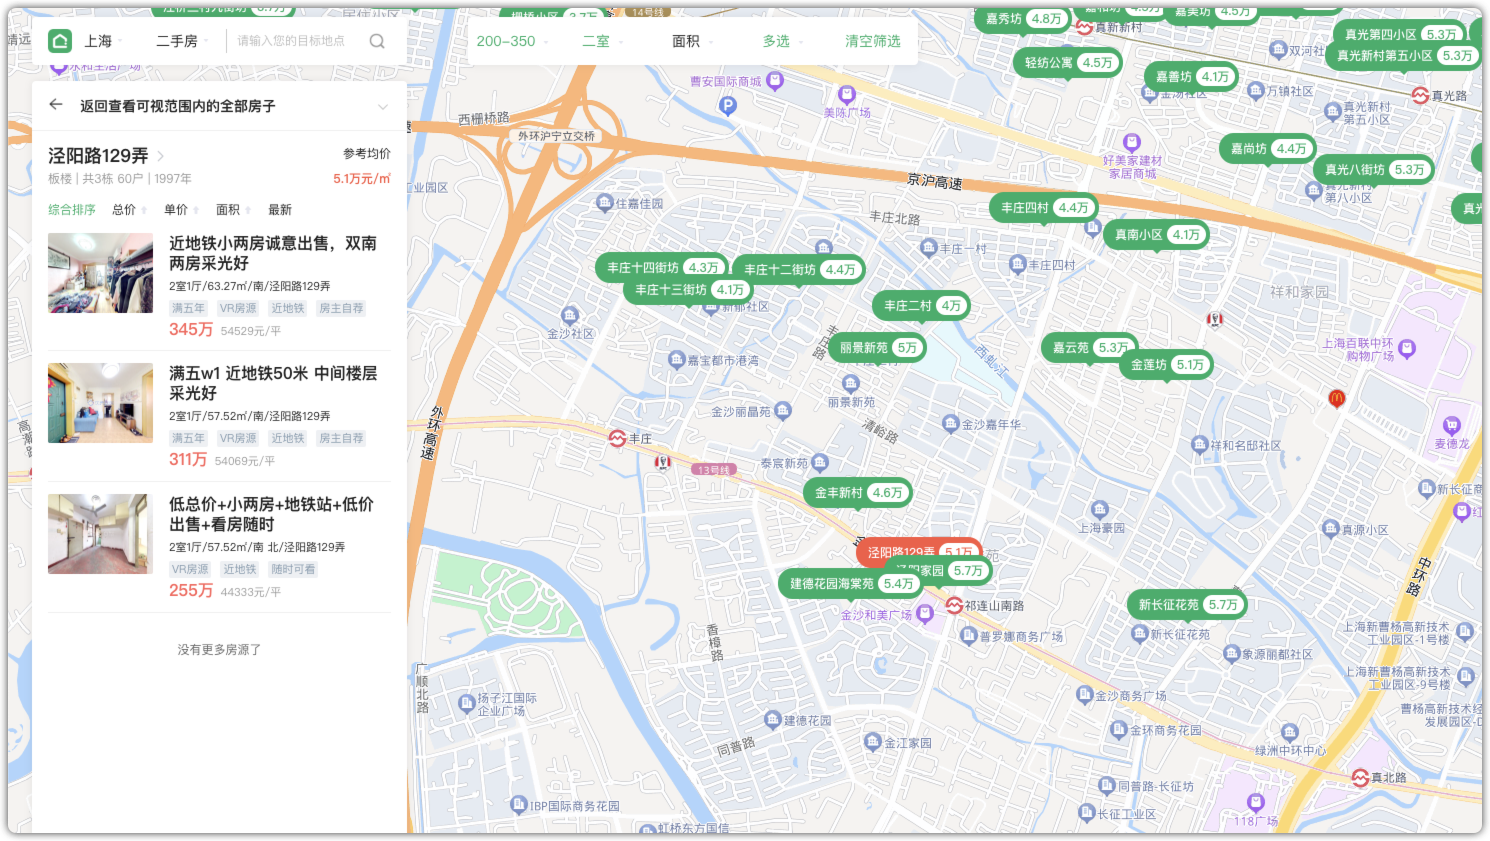 上海
二手房
请输入您的目标地点
200-350
二室
面积
多选
清空筛选
返回查看可视范围内的全部房子
泾阳路129弄
参考均价
板楼 | 共3栋 60户 | 1997年
5.1万元/㎡
综合排序 总价 单价 面积 最新
近地铁小两房诚意出售，双南
两房采光好
2室1厅/63.27㎡/南/泾阳路129弄
满五年 VR房源 近地铁 房主自荐
345万 54529元/平
满五w1 近地铁50米 中间楼层
采光好
2室1厅/57.52㎡/南/泾阳路129弄
满五年 VR房源 近地铁 房主自荐
311万 54069元/平
低总价+小两房+地铁站+低价
出售+看房随时
2室1厅/57.52㎡/南 北/泾阳路129弄
VR房源 近地铁 随时可看
255万 44333元/平
没有更多房源了
14号线
嘉秀坊 4.8万
真新新村
真光第四小区 5.3万
真光新村第五小区 5.3万
轻纺公寓 4.5万
嘉善坊 4.1万
万镇社区
真光路
曹安国际商城
美陈广场
真光新村
第五小区
西栅桥路
外环沪宁立交桥
好美家建材
家居商城
嘉尚坊 4.4万
真光八街坊 5.3万
第八小区
京沪高速
住嘉佳园
丰庄北路
丰庄四村 4.4万
真南小区 4.1万
丰庄一村
丰庄四村
丰庄十四街坊 4.3万
丰庄十二街坊 4.4万
丰庄十三街坊 4.1万
丰庄二村 4万
祥和家园
金沙社区
丽景新苑 5万
嘉云苑 5.3万
金莲坊 5.1万
上海百联中环
购物广场
嘉宝都市港湾
西虬江
丽景新苑
金沙丽晶苑
清峪路
金沙嘉年华
外环高速
丰庄
13号线
泰宸新苑
祥和名邸社区
麦德龙
金丰新村 4.6万
上海豪园
真源小区
泾阳路129弄 5.1万
泾阳家园 5.7万
建德花园海棠苑 5.4万
金沙和美广场
祁连山南路
普罗娜商务广场
新长征花苑 5.7万
新长征花苑
中环路
上海新曹杨高新技术
工业园区-1号楼
象源丽都社区
上海新曹杨高新技术
工业园区-9号楼
香樟路
广顺北路
扬子江国际
企业广场
金沙商务广场
建德花园
同普路
金江家园
金环商务花园
绿洲中环中心
真北路
同普路-长征坊
长征工业区
118广场
IBP国际商务花园
虹桥东方国信